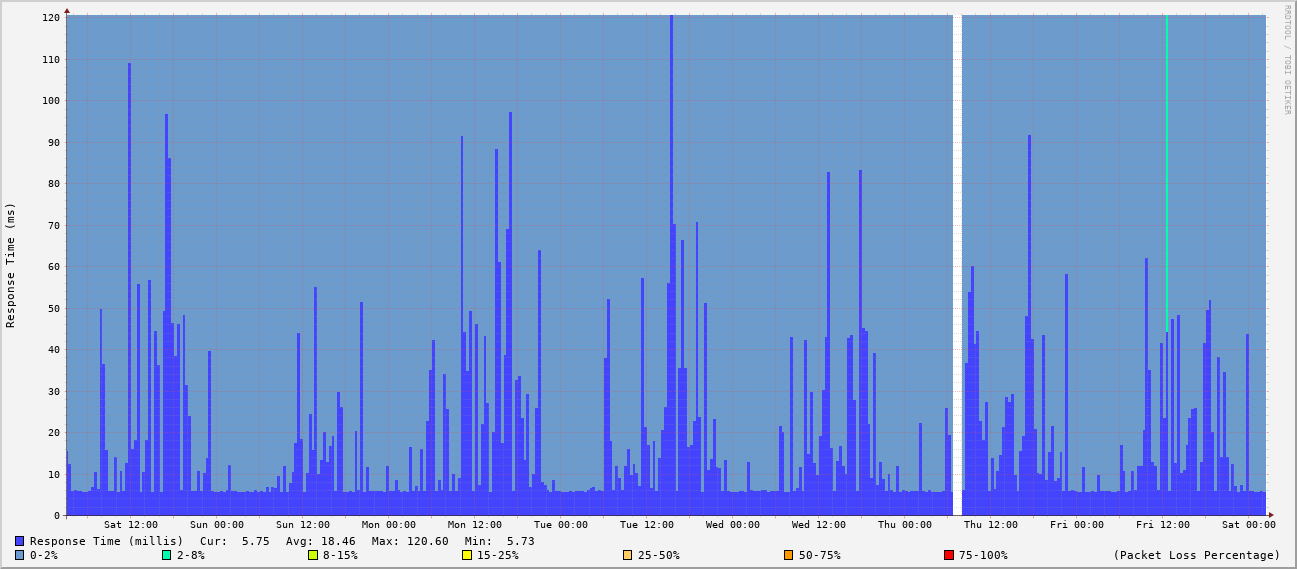 RRDTOOL / TOBI OETIKER
Response Time (ms)
120
110
100
90
80
70
60
50
40
30
20
10
0
Sat 12:00 Sun 00:00 Sun 12:00 Mon 00:00 Mon 12:00 Tue 00:00 Tue 12:00 Wed 00:00 Wed 12:00 Thu 00:00 Thu 12:00 Fri 00:00 Fri 12:00 Sat 00:00
Response Time (millis) Cur: 5.75 Avg: 18.46 Max: 120.60 Min: 5.73
0-2% 2-8% 8-15% 15-25% 25-50% 50-75% 75-100% (Packet Loss Percentage)